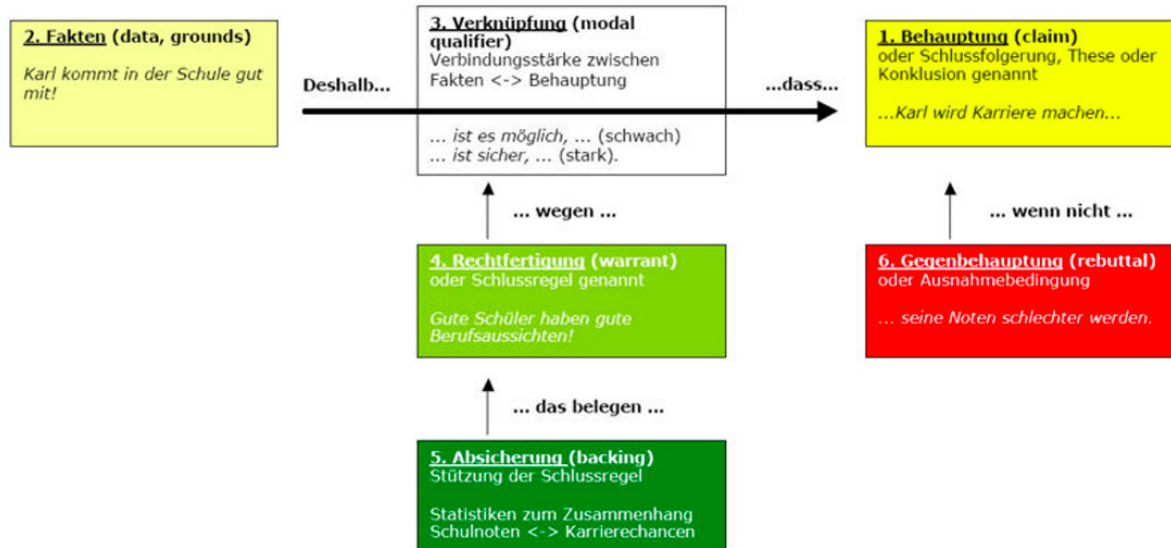 2. Fakten (data, grounds)
Karl kommt in der Schule gut
mit!
Deshalb...
3. Verknüpfung (modal
qualifier)
Verbindungsstärke zwischen
Fakten <-> Behauptung
... ist es möglich, ... (schwach)
... ist sicher, ... (stark).
...dass...
1. Behauptung (claim)
oder Schlussfolgerung, These oder
Konklusion genannt
...Karl wird Karriere machen...
... wegen ...
... wenn nicht ...
4. Rechtfertigung (warrant)
oder Schlussregel genannt
Gute Schüler haben gute
Berufsaussichten!
6. Gegenbehauptung (rebuttal)
oder Ausnahmebedingung
... seine Noten schlechter werden.
... das belegen ...
5. Absicherung (backing)
Stützung der Schlussregel
Statistiken zum Zusammenhang
Schulnoten <-> Karrierechancen